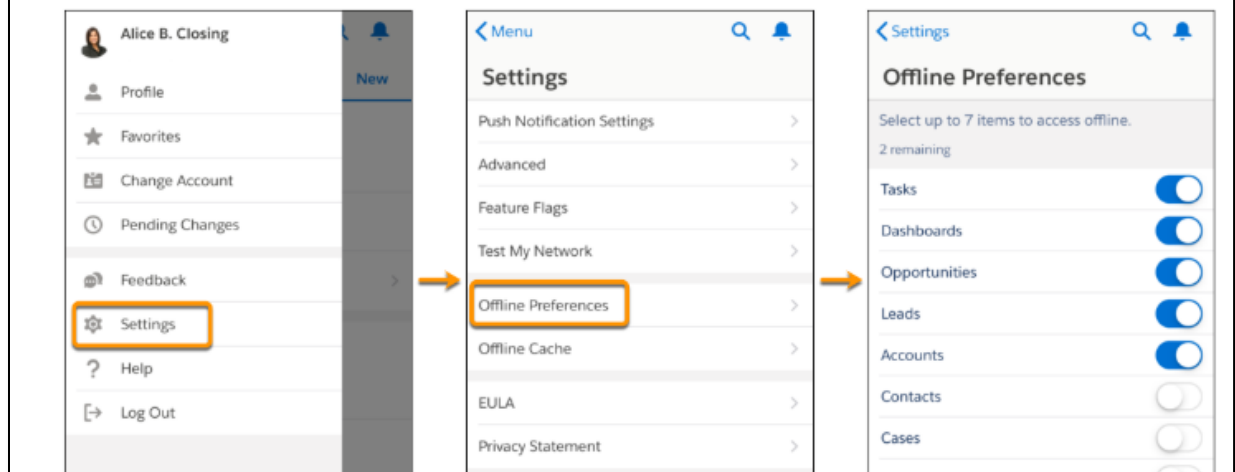 Alice B. Closing
New
Profile
Favorites
Change Account
Pending Changes
Feedback
Settings
Help
Log Out
Menu
Settings
Push Notification Settings
Advanced
Feature Flags
Test My Network
Offline Preferences
Offline Cache
EULA
Privacy Statement
Settings
Offline Preferences
Select up to 7 items to access offline.
2 remaining
Tasks
Dashboards
Opportunities
Leads
Accounts
Contacts
Cases